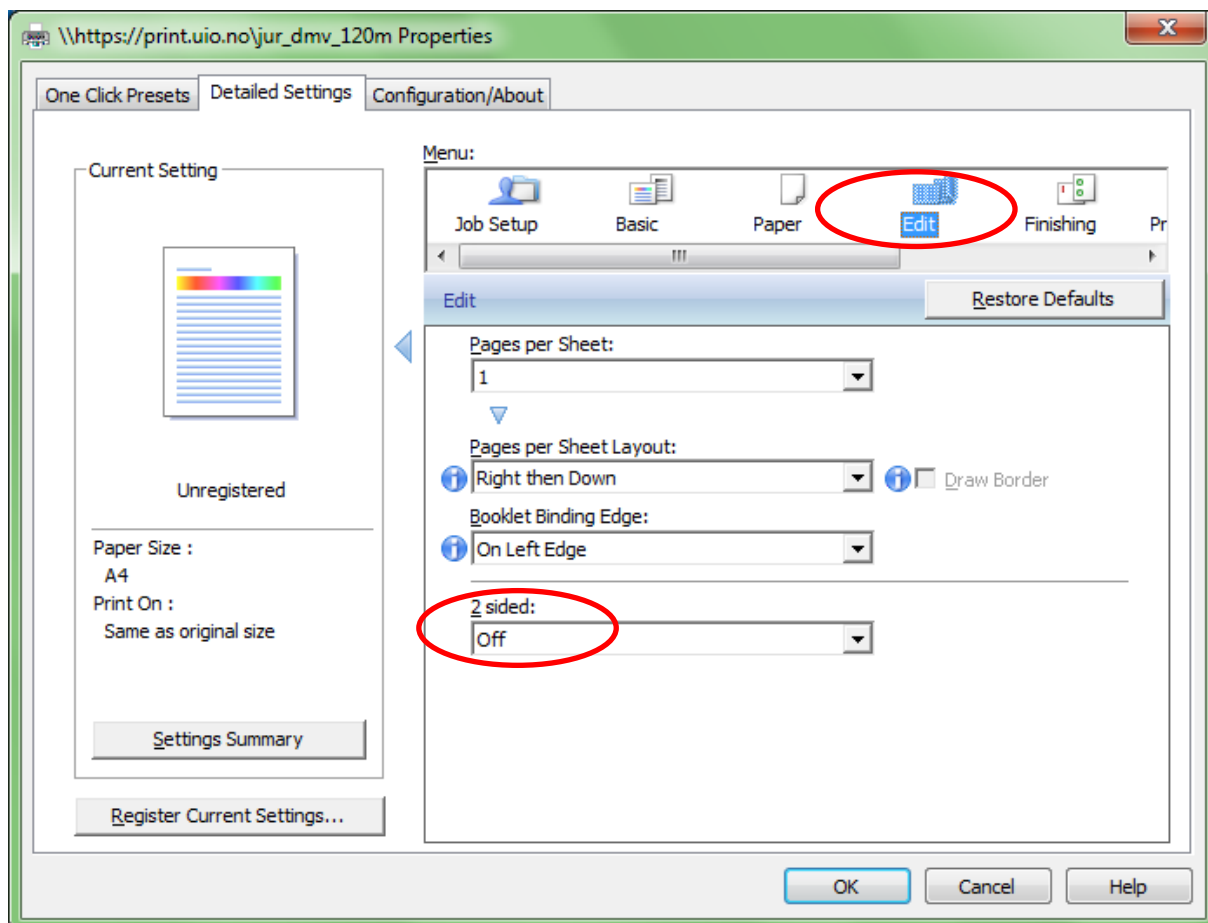 \\https://print.uio.no\jur_dmv_120m Properties
One Click Presets Detailed Settings Configuration/About
Current Setting
Unregistered
Paper Size :
A4
Print On :
Same as original size
Settings Summary
Register Current Settings...
Menu:
Job Setup Basic Paper Edit Finishing Pr
Edit Restore Defaults
Pages per Sheet:
1
Pages per Sheet Layout:
Right then Down Draw Border
Booklet Binding Edge:
On Left Edge
2 sided:
Off
OK Cancel Help